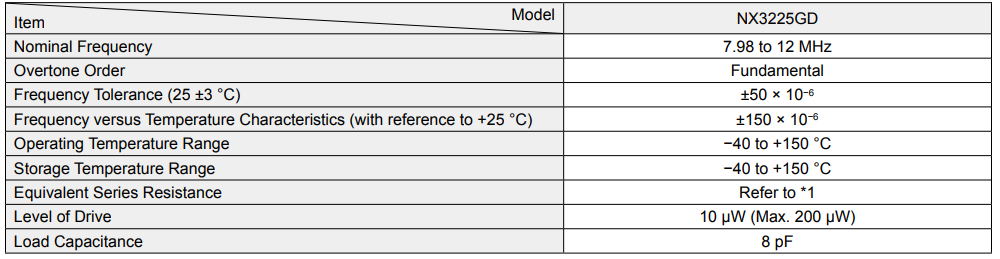 Model
Item
NX3225GD
Nominal Frequency 7.98 to 12 MHz
Overtone Order Fundamental
Frequency Tolerance (25 ±3 °C) ±50 × 10⁻⁶
Frequency versus Temperature Characteristics (with reference to +25 °C) ±150 × 10⁻⁶
Operating Temperature Range −40 to +150 °C
Storage Temperature Range −40 to +150 °C
Equivalent Series Resistance Refer to *1
Level of Drive 10 μW (Max. 200 μW)
Load Capacitance 8 pF